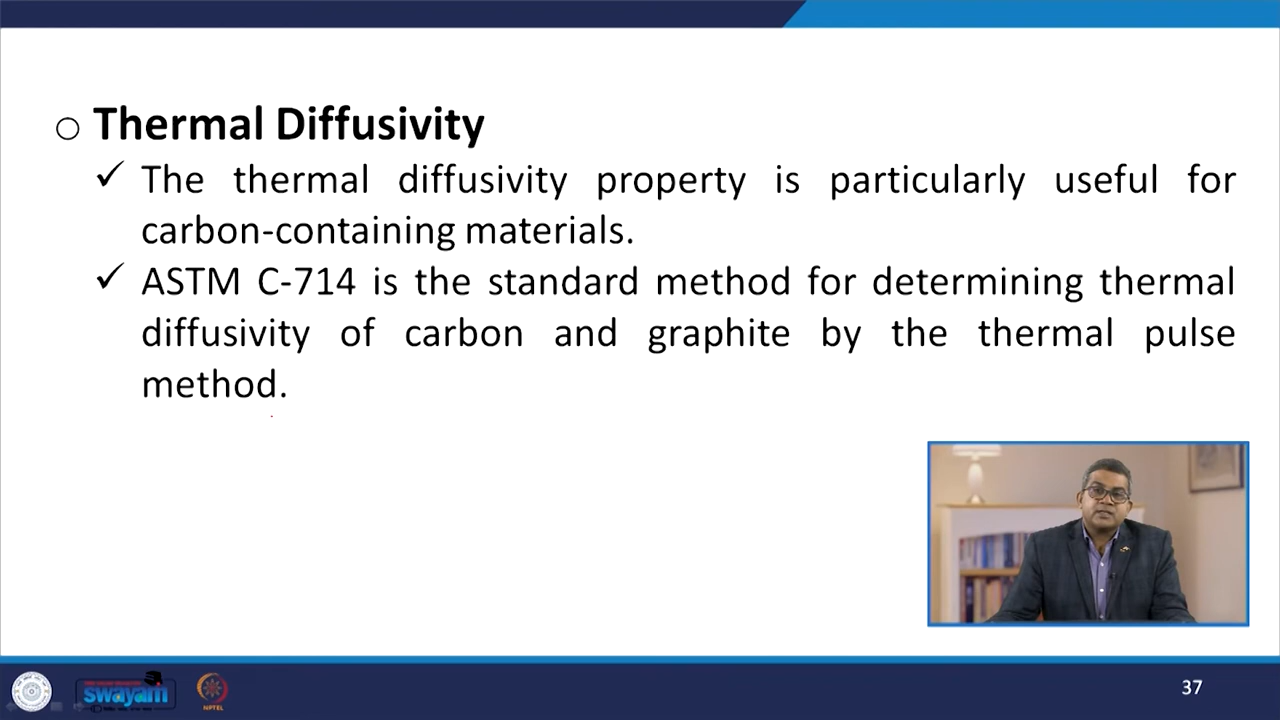 Thermal Diffusivity
✓ The thermal diffusivity property is particularly useful for
carbon-containing materials.
✓ ASTM C-714 is the standard method for determining thermal
diffusivity of carbon and graphite by the thermal pulse
method.
swayam
NPTEL
37